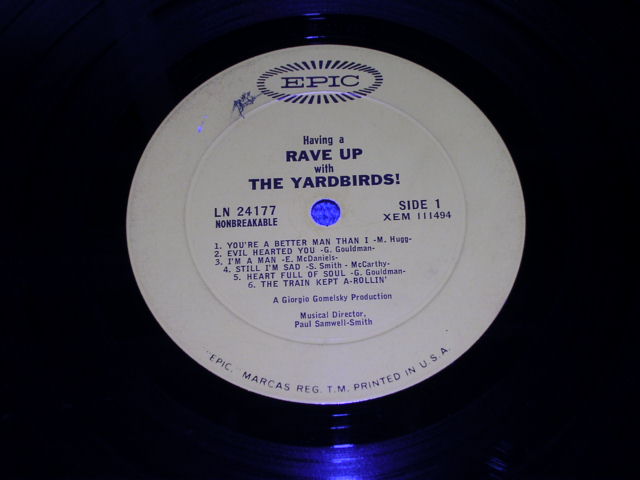 EPIC
Having a
RAVE UP
with
THE YARDBIRDS!
LN 24177
NONBREAKABLE
SIDE 1
XEM 111494
1. YOU'RE A BETTER MAN THAN I -M. Hugg-
2. EVIL HEARTED YOU -G. Gouldman-
3. I'M A MAN -E. McDaniels-
4. STILL I'M SAD -S. Smith - McCarthy-
5. HEART FULL OF SOUL -G. Gouldman-
6. THE TRAIN KEPT A-ROLLIN'
A Giorgio Gomelsky Production
Musical Director,
Paul Samwell-Smith
"EPIC," MARCAS REG. T.M. PRINTED IN U.S.A.